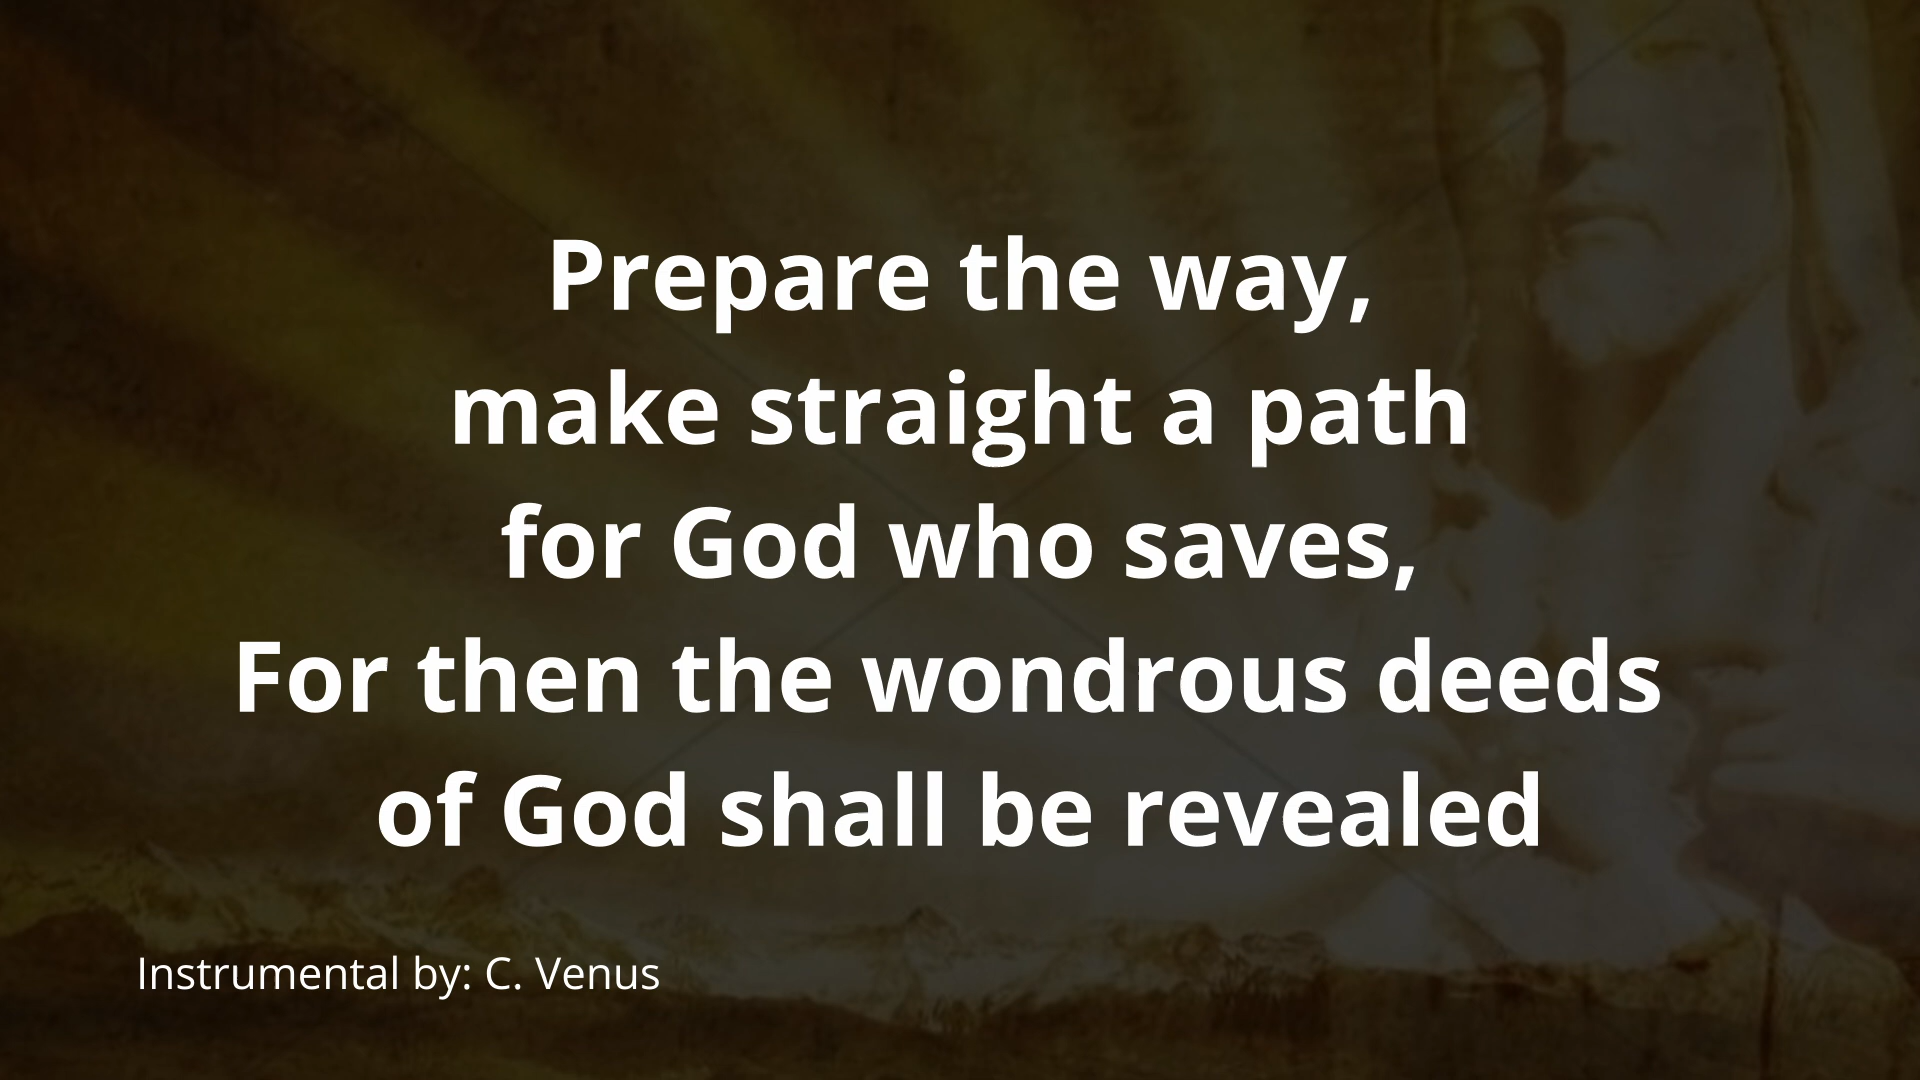 Prepare the way,
make straight a path
for God who saves,
For then the wondrous deeds
of God shall be revealed
Instrumental by: C. Venus